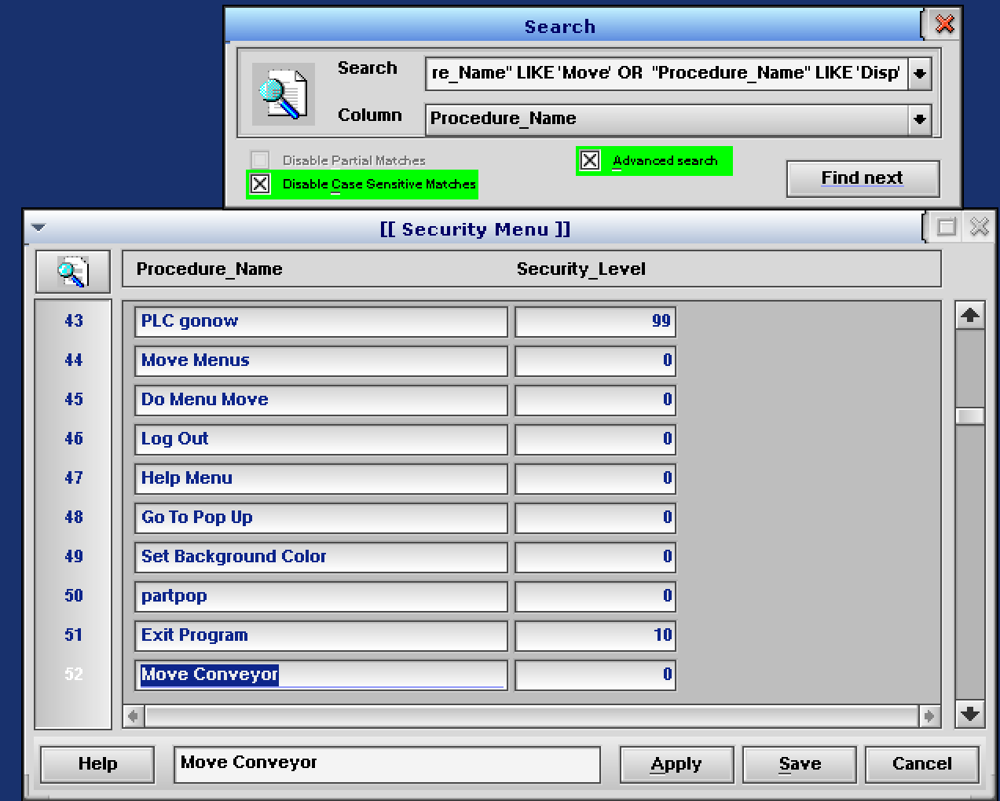 Search
Search re_Name" LIKE 'Move' OR "Procedure_Name" LIKE 'Disp'
Column Procedure_Name
Disable Partial Matches
Advanced search
Disable Case Sensitive Matches
Find next
[[ Security Menu ]]
Procedure_Name Security_Level
43 PLC gonow 99
44 Move Menus 0
45 Do Menu Move 0
46 Log Out 0
47 Help Menu 0
48 Go To Pop Up 0
49 Set Background Color 0
50 partpop 0
51 Exit Program 10
52 Move Conveyor 0
Help Move Conveyor Apply Save Cancel